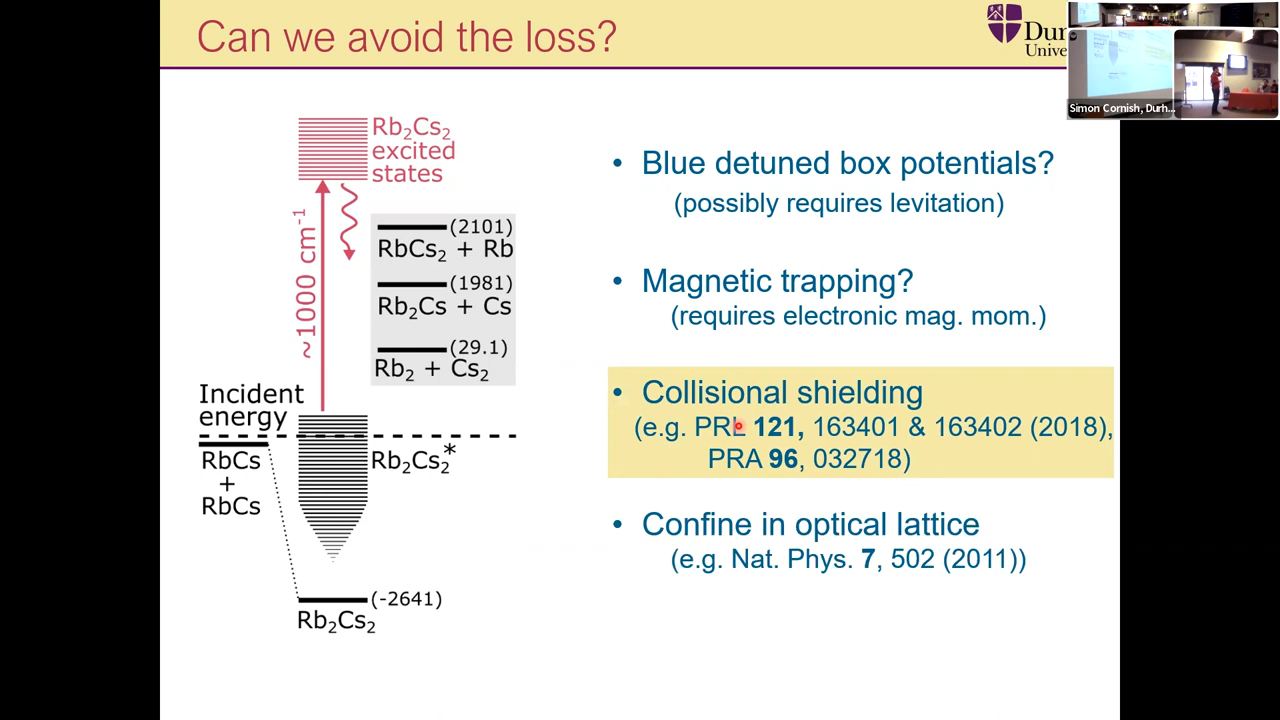 Can we avoid the loss?
Rb₂Cs₂
excited
states
~1000 cm⁻¹
(2101)
RbCs₂ + Rb
(1981)
Rb₂Cs + Cs
(29.1)
Rb₂ + Cs₂
Incident
energy
RbCs
+
RbCs
Rb₂Cs₂*
(-2641)
Rb₂Cs₂
• Blue detuned box potentials?
(possibly requires levitation)
• Magnetic trapping?
(requires electronic mag. mom.)
• Collisional shielding
(e.g. PRL 121, 163401 & 163402 (2018),
PRA 96, 032718)
• Confine in optical lattice
(e.g. Nat. Phys. 7, 502 (2011))
Dur
Unive
Simon Cornish, Durh...